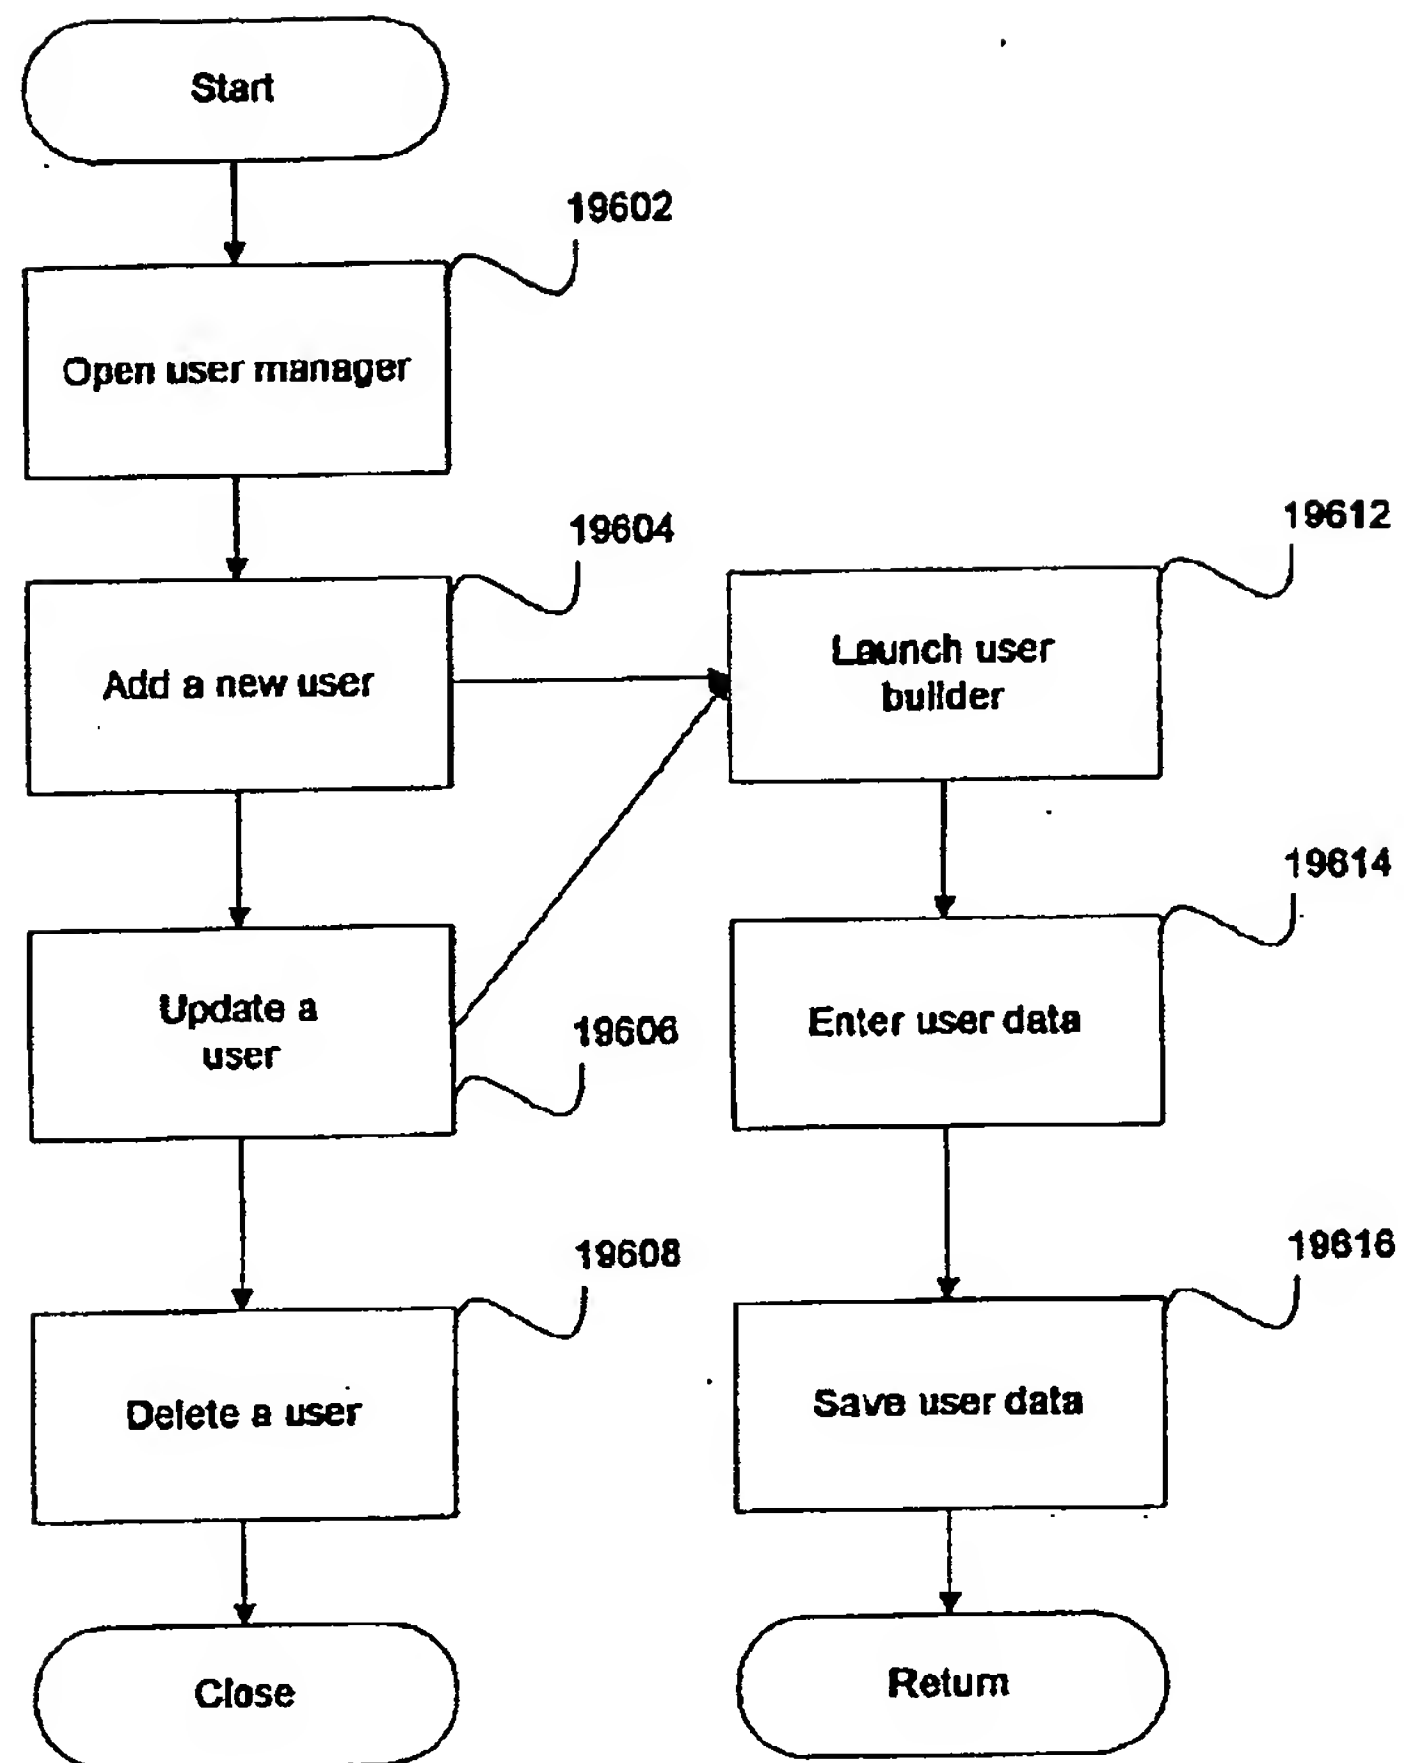 Start
19602
Open user manager
19604
Add a new user
19612
Launch user
builder
Update a
user
19606
19614
Enter user data
19608
Delete a user
19616
Save user data
Close
Return